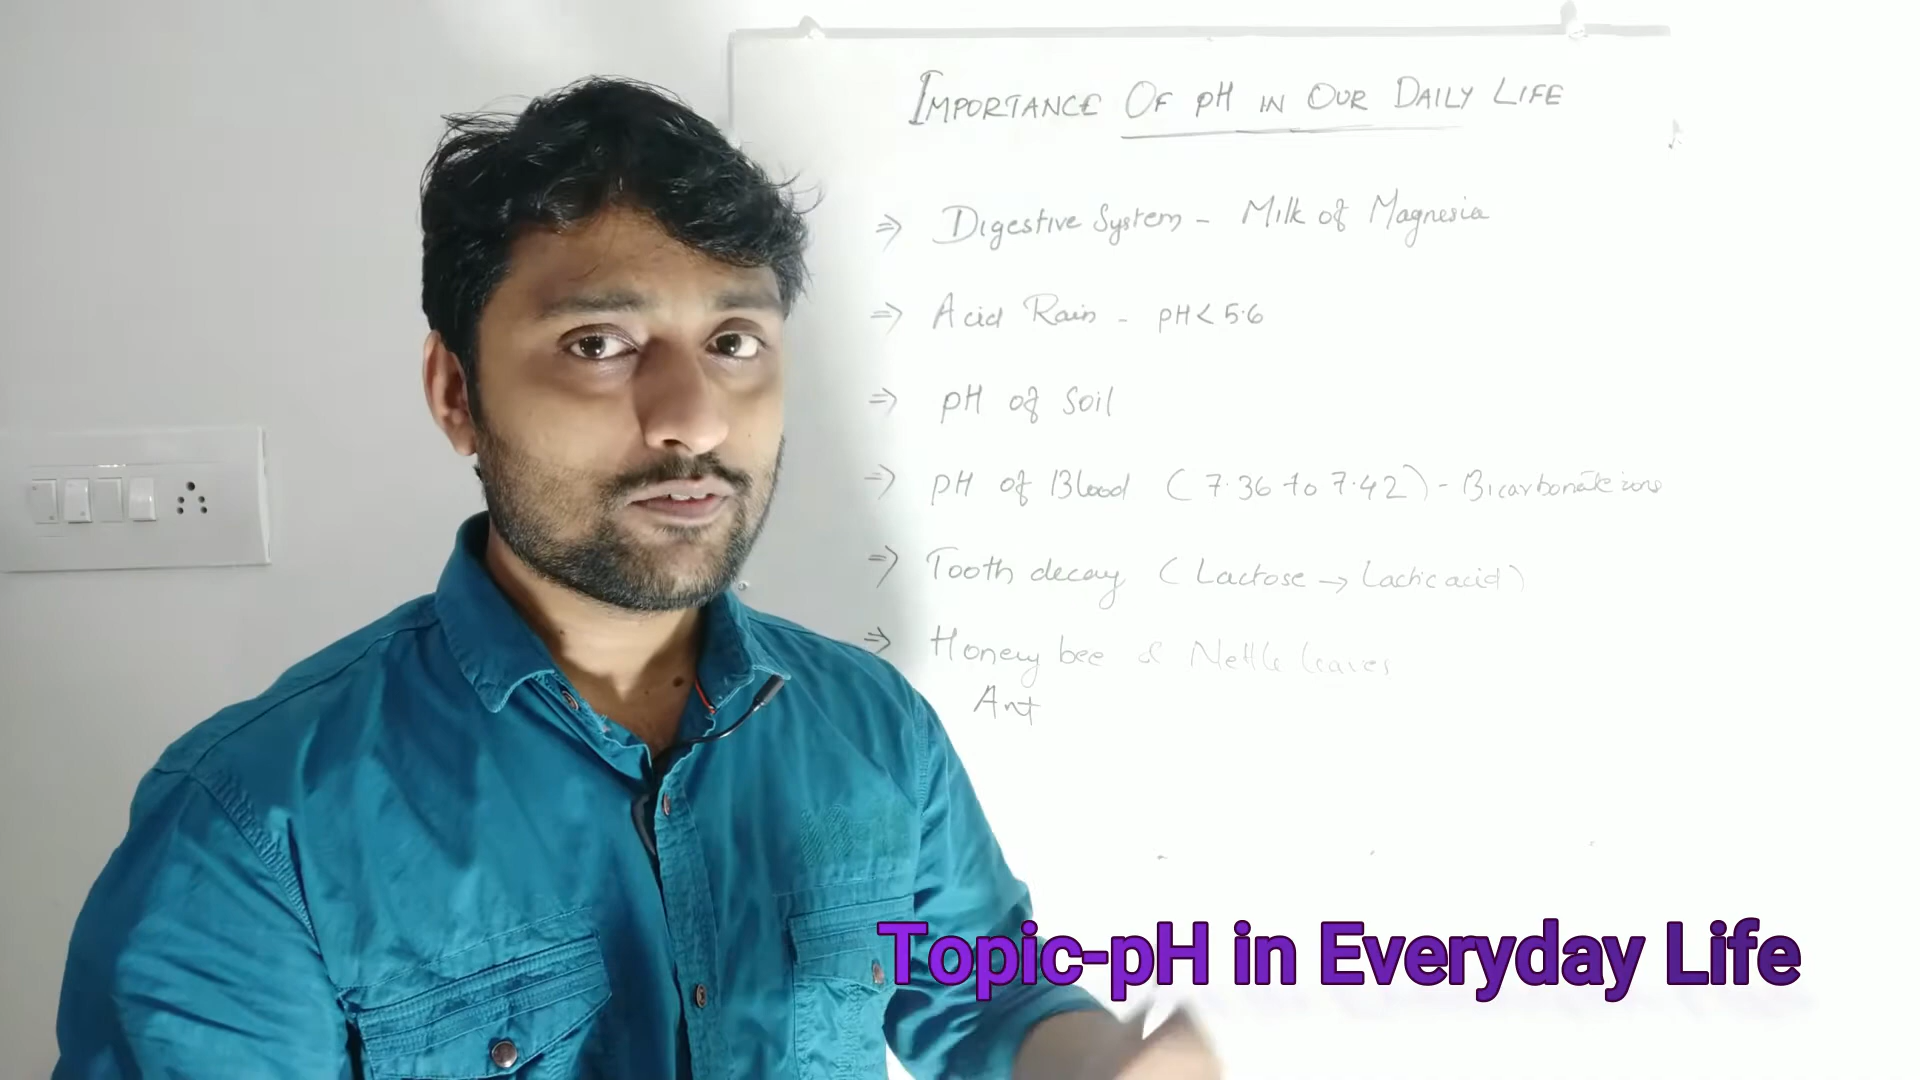 IMPORTANCE OF pH IN OUR DAILY LIFE
⇒ Digestive System - Milk of Magnesia
⇒ Acid Rain - pH < 5.6
⇒ pH of Soil
⇒ pH of Blood (7.36 to 7.42) - Bicarbonate ions
⇒ Tooth decay (Lactose → Lactic acid)
⇒ Honey bee & Nettle leaves
Ant
Topic-pH in Everyday Life